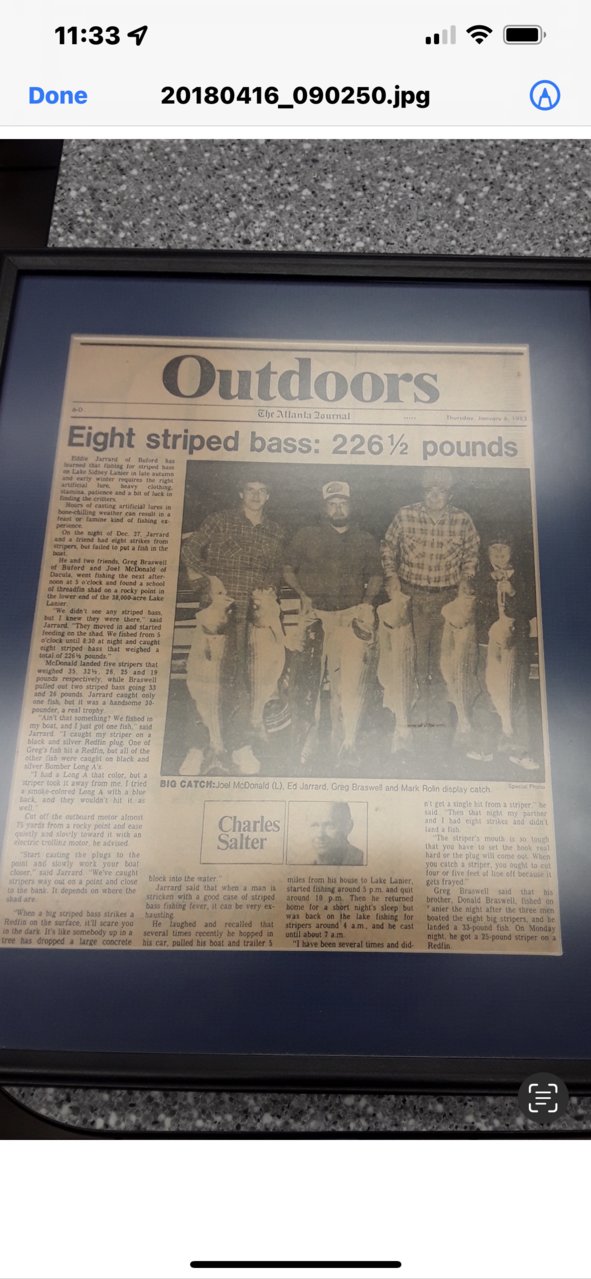 11:33
Done
20180416_090250.jpg
Outdoors
6-D
The Atlanta Journal
Thursday, January 6, 1983
Eight striped bass: 226½ pounds
Eddie Jarrard of Buford has
learned that fishing for striped bass
on Lake Sidney Lanier in late autumn
and early winter requires the right
artificial lure, heavy clothing,
stamina, patience and a bit of luck in
finding the critters.
Hours of casting artificial lures in
bone-chilling weather can result in a
feast or famine kind of fishing ex-
perience.
On the night of Dec. 27, Jarrard
and a friend had eight strikes from
stripers, but failed to put a fish in the
boat.
He and two friends, Greg Braswell
of Buford and Joel McDonald of
Dacula, went fishing the next after-
noon at 5 o'clock and found a school
of threadfin shad on a rocky point in
the lower end of the 38,000-acre Lake
Lanier.
"We didn't see any striped bass,
but I knew they were there," said
Jarrard. "They moved in and started
feeding on the shad. We fished from 5
o'clock until 8:30 at night and caught
eight striped bass that weighed a
total of 226½ pounds."
McDonald landed five stripers that
weighed 35, 32½, 26, 25 and 19
pounds respectively, while Braswell
pulled out two striped bass going 33
and 26 pounds. Jarrard caught only
one fish, but it was a handsome 30-
pounder, a real trophy.
"Ain't that something? We fished in
my boat, and I just got one fish," said
Jarrard. "I caught my striper on a
black and silver Redfin plug. One of
Greg's fish hit a Redfin, but all of the
other fish were caught on black and
silver Bomber Long A's.
"I had a Long A that color, but a
striper took it away from me. I tried
a smoke-colored Long A with a blue
back, and they wouldn't hit it as
well."
Cut off the outboard motor almost
75 yards from a rocky point and ease
quietly and slowly toward it with an
electric trolling motor, he advised.
"Start casting the plugs to the
point and slowly work your boat
closer," said Jarrard. "We've caught
stripers way out on a point and close
to the bank. It depends on where the
shad are.
"When a big striped bass strikes a
Redfin on the surface, it'll scare you
in the dark. It's like somebody up in a
tree has dropped a large concrete
BIG CATCH: Joel McDonald (L), Ed Jarrard, Greg Braswell and Mark Rolin display catch.
Special Photo
Charles
Salter
block into the water."
Jarrard said that when a man is
stricken with a good case of striped
bass fishing fever, it can be very ex-
hausting.
He laughed and recalled that
several times recently he hopped in
his car, pulled his boat and trailer 5
miles from his house to Lake Lanier,
started fishing around 5 p.m. and quit
around 10 p.m. Then he returned
home for a short night's sleep but
was back on the lake fishing for
stripers around 4 a.m., and he cast
until about 7 a.m.
"I have been several times and did-
n't get a single hit from a striper," he
said. "Then that night my partner
and I had eight strikes and didn't
land a fish.
"The striper's mouth is so tough
that you have to set the hook real
hard or the plug will come out. When
you catch a striper, you ought to cut
four or five feet of line off because it
gets frayed."
Greg Braswell said that his
brother, Donald Braswell, fished on
Lanier the night after the three men
boated the eight big stripers, and he
landed a 33-pound fish. On Monday
night, he got a 25-pound striper on a
Redfin.